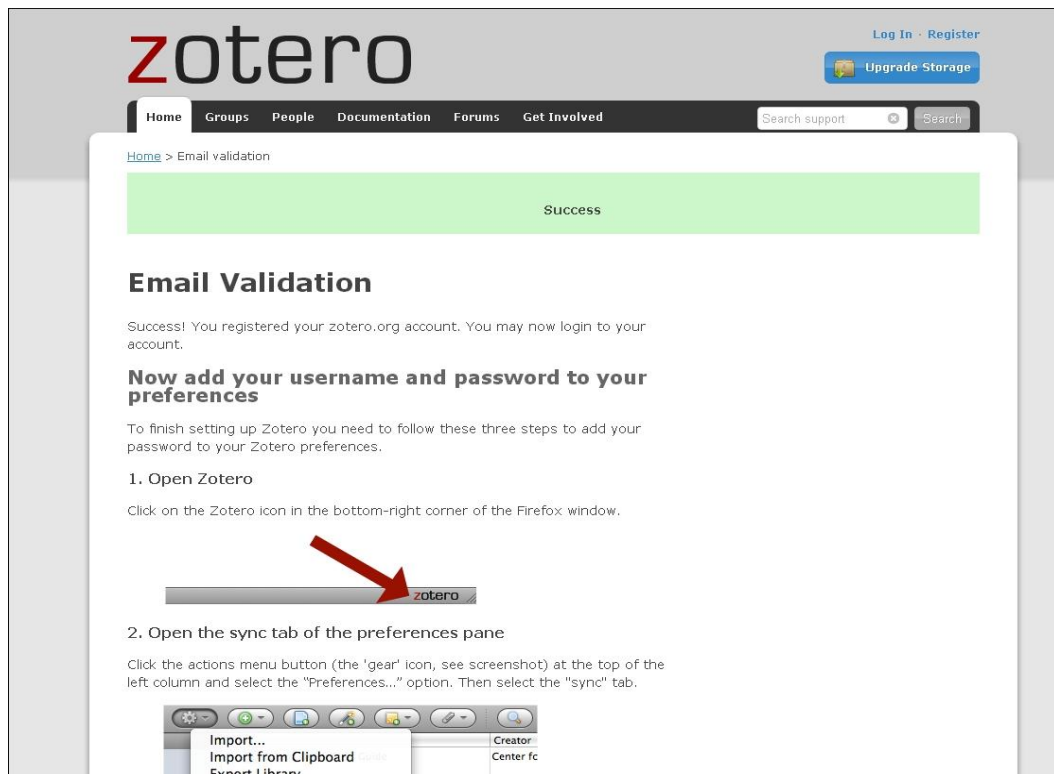 zotero
Log In · Register
Upgrade Storage
Home Groups People Documentation Forums Get Involved
Search support
Search
Home > Email validation
Success
Email Validation
Success! You registered your zotero.org account. You may now login to your
account.
Now add your username and password to your
preferences
To finish setting up Zotero you need to follow these three steps to add your
password to your Zotero preferences.
1. Open Zotero
Click on the Zotero icon in the bottom-right corner of the Firefox window.
zotero
2. Open the sync tab of the preferences pane
Click the actions menu button (the 'gear' icon, see screenshot) at the top of the
left column and select the "Preferences..." option. Then select the "sync" tab.
Import...
Creator
Import from Clipboard
Center fo
Export Library